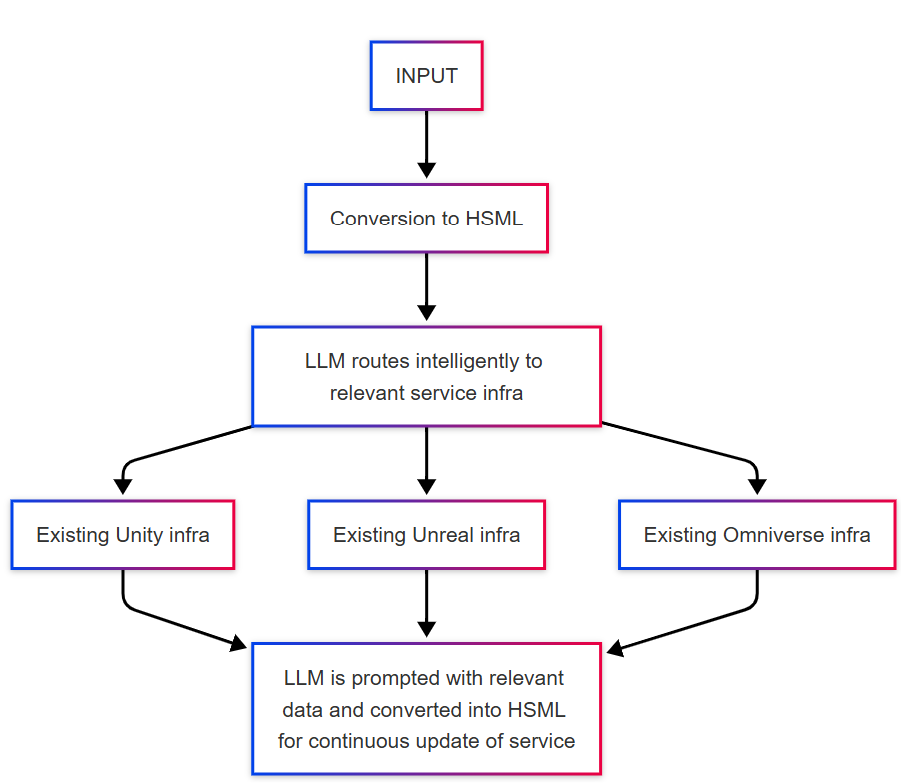 INPUT
Conversion to HSML
LLM routes intelligently to
relevant service infra
Existing Unity infra
Existing Unreal infra
Existing Omniverse infra
LLM is prompted with relevant
data and converted into HSML
for continuous update of service